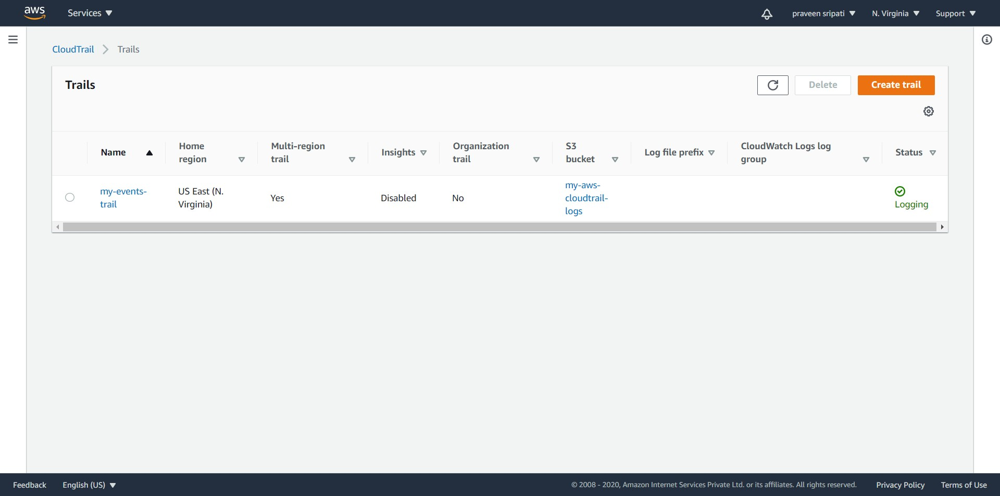 aws Services praveen sripati N. Virginia Support
CloudTrail Trails
Trails Delete Create trail
Name
Home
region
Multi-region
trail
Insights
Organization
trail
S3
bucket
Log file prefix
CloudWatch Logs log
group
Status
my-events-
trail
US East (N.
Virginia)
Yes
Disabled
No
my-aws-
cloudtrail-
logs
Logging
Feedback English (US) © 2008 - 2020, Amazon Internet Services Private Ltd. or its affiliates. All rights reserved. Privacy Policy Terms of Use